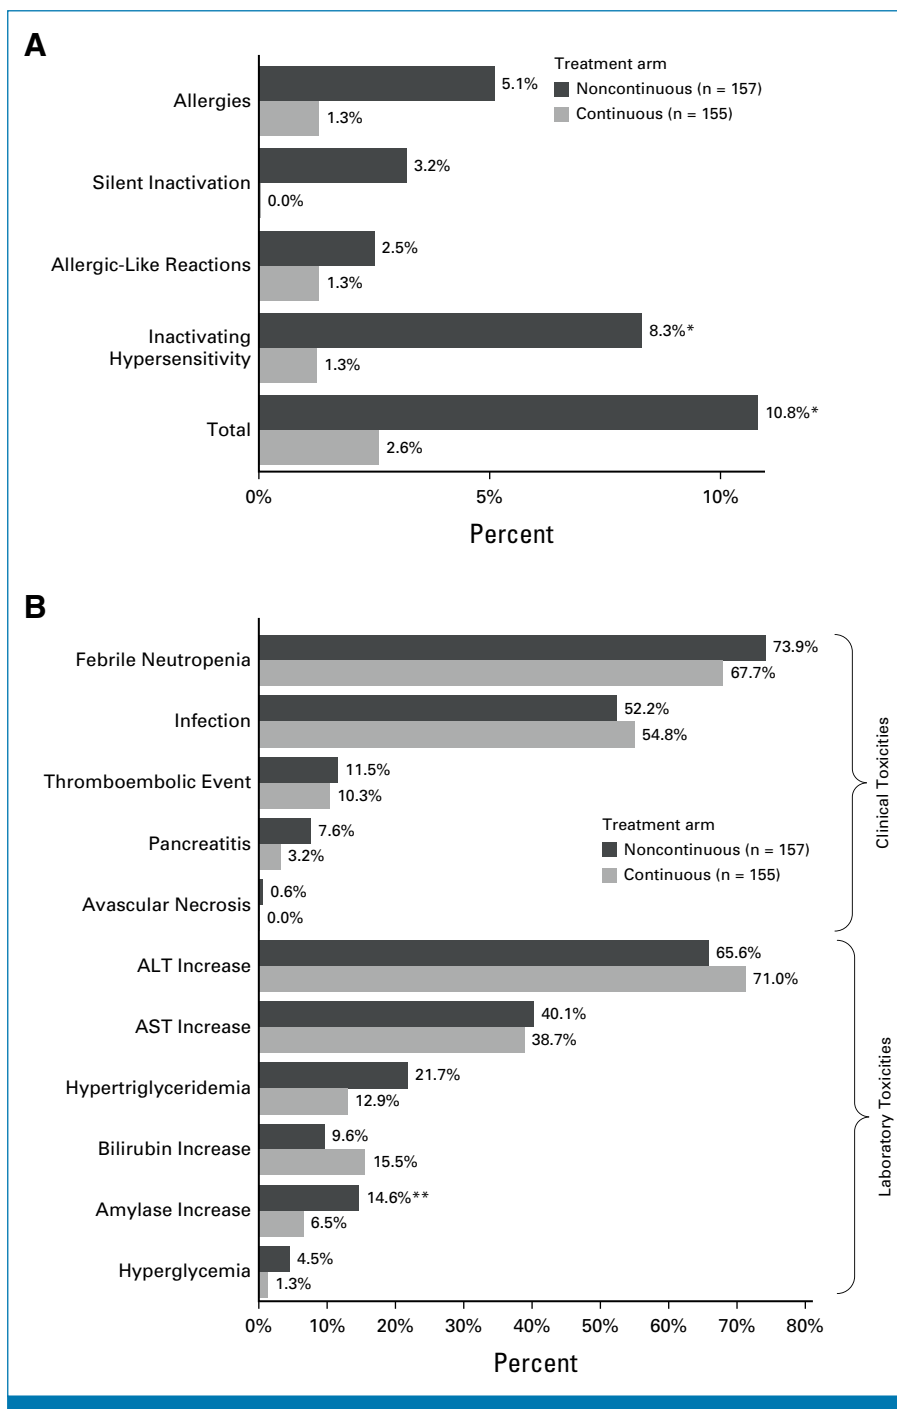 A
Treatment arm
Noncontinuous (n = 157)
Continuous (n = 155)
Allergies
5.1%
1.3%
Silent Inactivation
3.2%
0.0%
Allergic-Like Reactions
2.5%
1.3%
Inactivating
Hypersensitivity
8.3%*
1.3%
Total
10.8%*
2.6%
0% 5% 10%
Percent
B
Febrile Neutropenia
73.9%
67.7%
Infection
52.2%
54.8%
Thromboembolic Event
11.5%
10.3%
Pancreatitis
7.6%
3.2%
Avascular Necrosis
0.6%
0.0%
Clinical Toxicities
Treatment arm
Noncontinuous (n = 157)
Continuous (n = 155)
ALT Increase
65.6%
71.0%
AST Increase
40.1%
38.7%
Hypertriglyceridemia
21.7%
12.9%
Bilirubin Increase
9.6%
15.5%
Amylase Increase
14.6%**
6.5%
Hyperglycemia
4.5%
1.3%
Laboratory Toxicities
0% 10% 20% 30% 40% 50% 60% 70% 80%
Percent